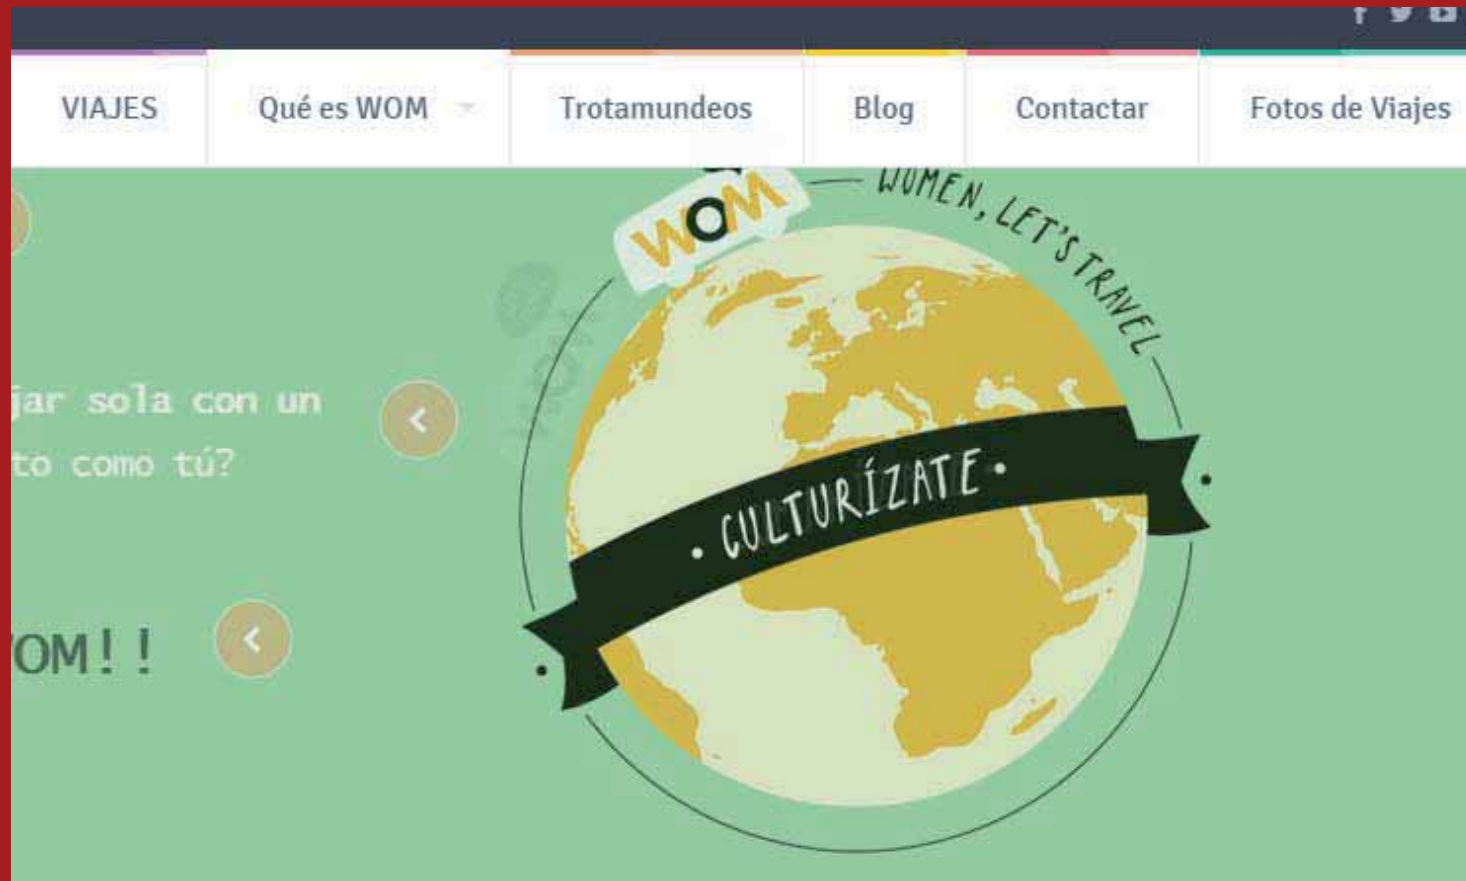 VIAJES
Qué es WOM
Trotamundeos
Blog
Contactar
Fotos de Viajes
WOM
WOMEN, LET'S TRAVEL
jar sola con un
to como tú?
· CULTURÍZATE ·
OM!!